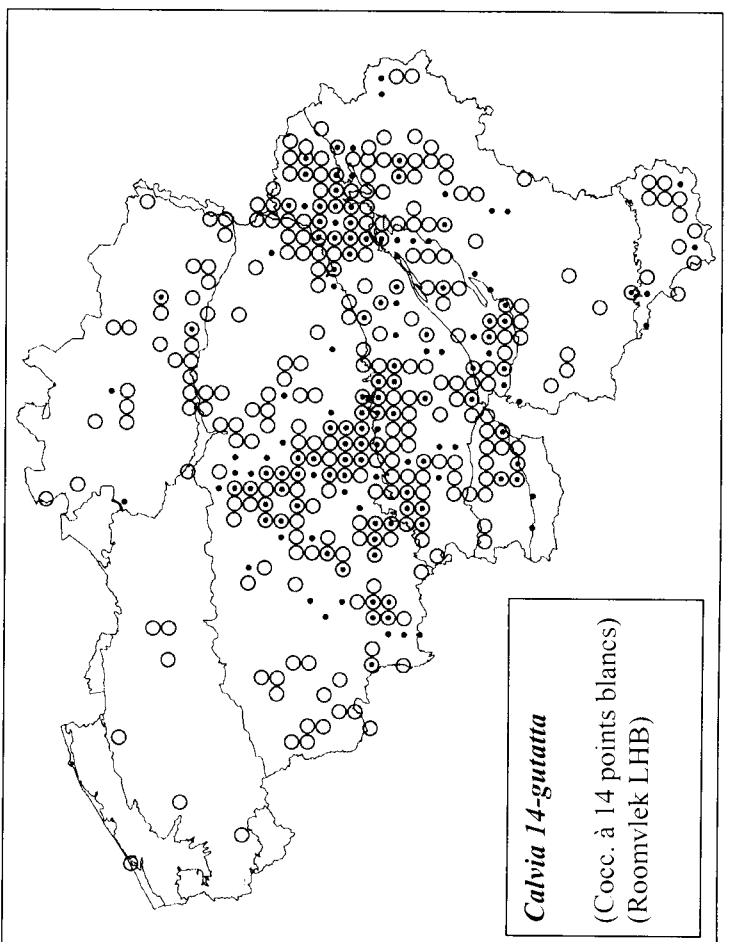 Calvia 14-gutatta
(Cocc. à 14 points blancs)
(Roomvlek LHB)